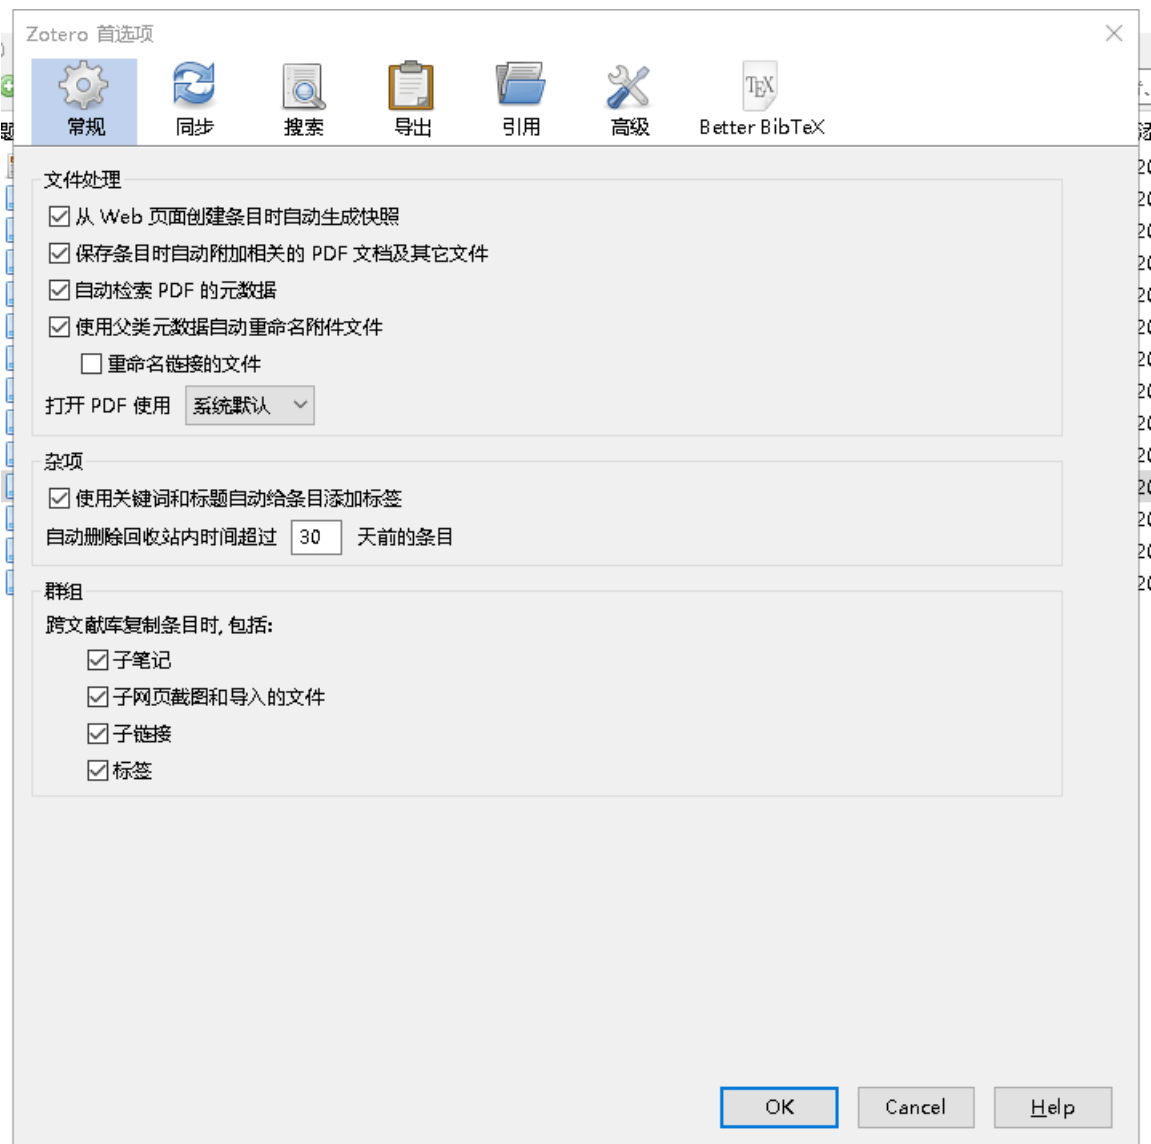 Zotero 首选项
常规
同步
搜索
导出
引用
高级
TEX
Better BibTeX
文件处理
从 Web 页面创建条目时自动生成快照
保存条目时自动附加相关的 PDF 文档及其它文件
自动检索 PDF 的元数据
使用父类元数据自动重命名附件文件
重命名链接的文件
打开 PDF 使用 系统默认
杂项
使用关键词和标题自动给条目添加标签
自动删除回收站内时间超过 30 天前的条目
群组
跨文献库复制条目时, 包括:
子笔记
子网页截图和导入的文件
子链接
标签
OK Cancel Help